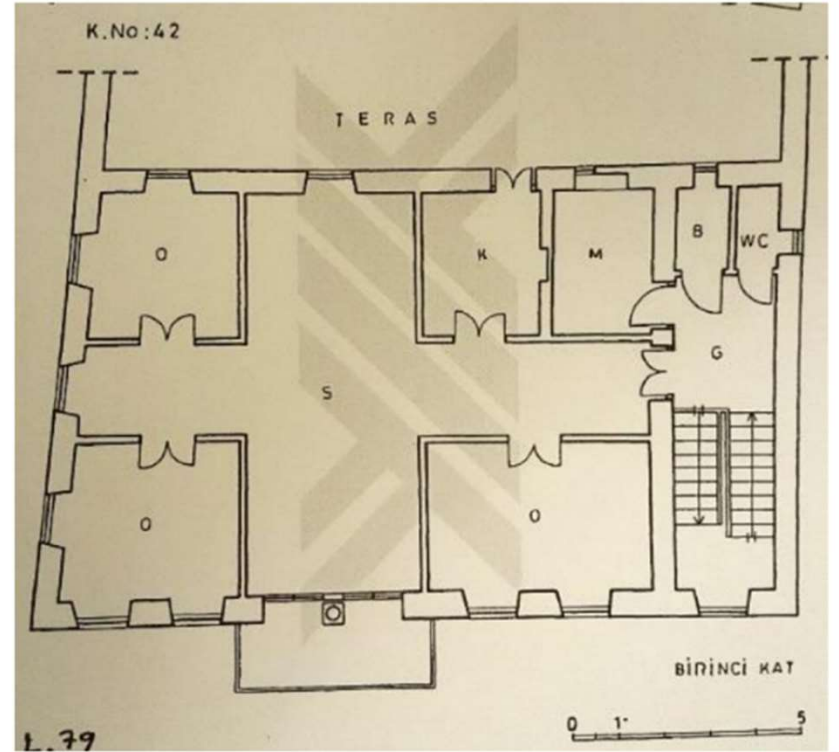 K.No:42
TERAS
O
K
M
B
WC
S
G
O
O
BİRİNCİ KAT
0 1 5
L.79